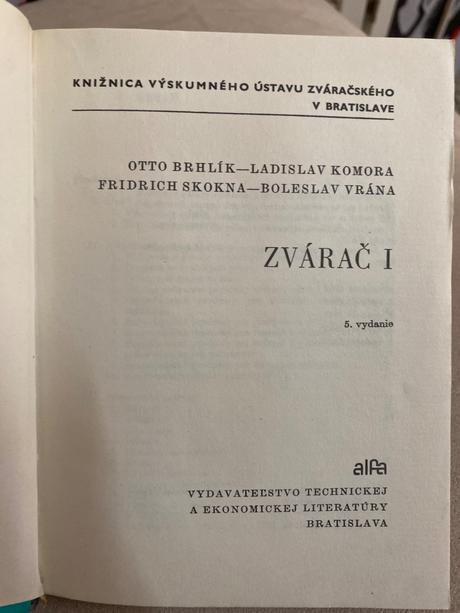 KNIŽNICA VÝSKUMNÉHO ÚSTAVU ZVÁRAČSKÉHO
V BRATISLAVE
OTTO BRHLÍK—LADISLAV KOMORA
FRIDRICH SKOKNA—BOLESLAV VRÁNA
ZVÁRAČ I
5. vydanie
alfa
VYDAVATEĽSTVO TECHNICKEJ
A EKONOMICKEJ LITERATÚRY
BRATISLAVA